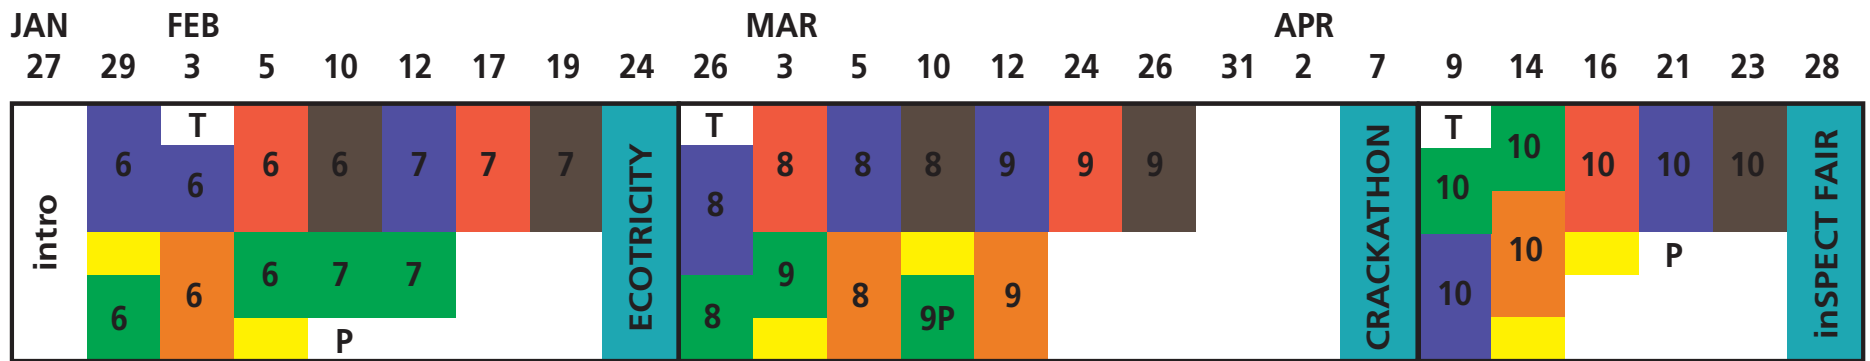 JAN FEB MAR APR
27 29 3 5 10 12 17 19 24 26 3 5 10 12 24 26 31 2 7 9 14 16 21 23 28
T T T
6 6 6 6 7 7 7 8 8 8 8 9 9 9 10 10 10 10 10
intro
6 6 6 7 7 8 9 8 9P 9 10 10 P
P
ECOTRICITY
CRACKATHON
inSPECT FAIR